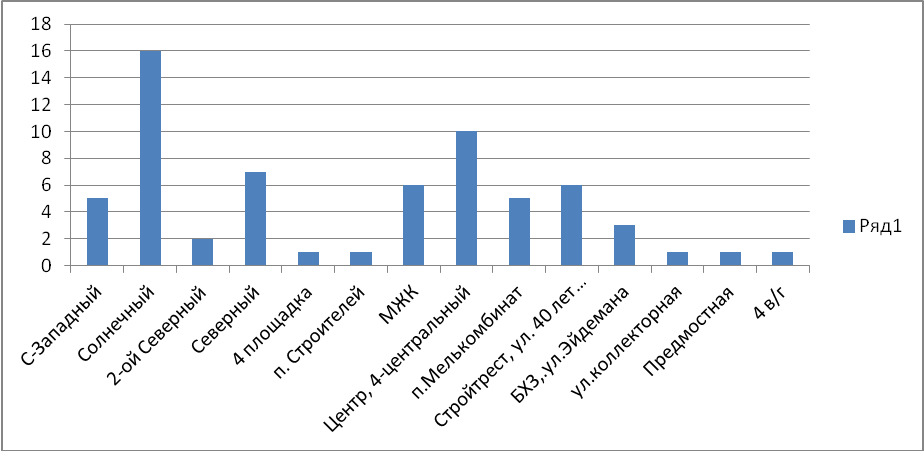 18
16
14
12
10
8
6
4
2
0
С-Западный
Солнечный
2-ой Северный
Северный
4 площадка
п. Строителей
МЖК
Центр, 4-центральный
п.Мелькомбинат
Стройтрест, ул. 40 лет...
БХЗ,.ул.Эйдемана
ул.коллекторная
Предмостная
4 в/г
Ряд1